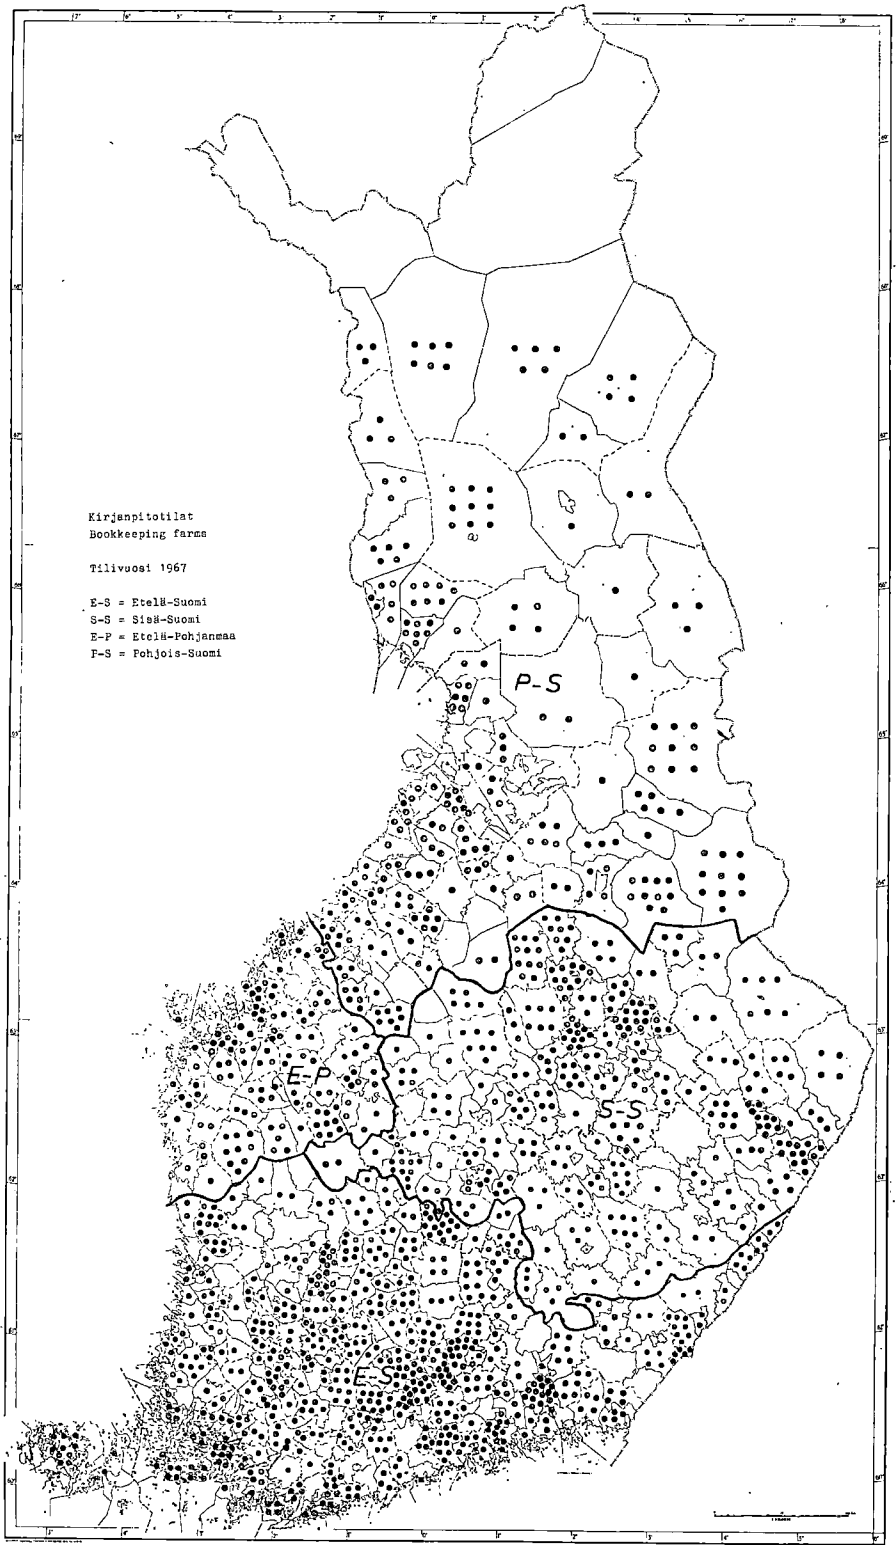 Kirjanpitotilat
Bookkeeping farms
Tilivuosi 1967
E-S = Etelä-Suomi
S-S = Sisä-Suomi
E-P = Etelä-Pohjanmaa
P-S = Pohjois-Suomi
P-S
E-P
S-S
E-S